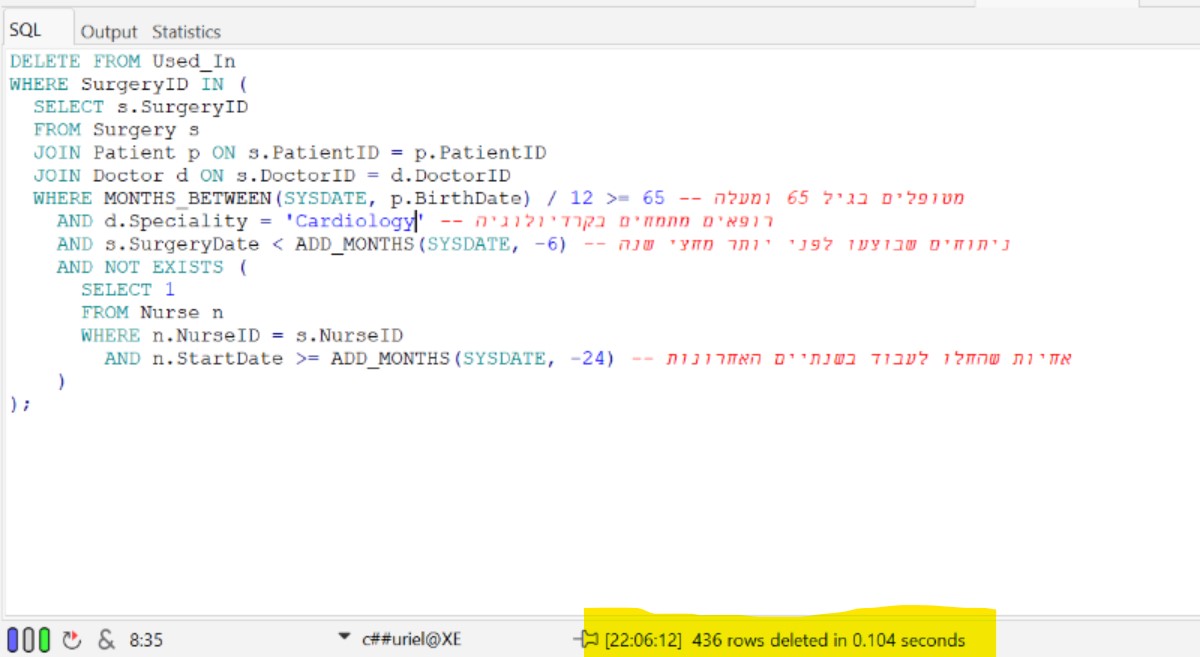 SQL Output Statistics
DELETE FROM Used_In
WHERE SurgeryID IN (
SELECT s.SurgeryID
FROM Surgery s
JOIN Patient p ON s.PatientID = p.PatientID
JOIN Doctor d ON s.DoctorID = d.DoctorID
WHERE MONTHS_BETWEEN(SYSDATE, p.BirthDate) / 12 >= 65 -- מטופלים בגיל 65 ומעלה
AND d.Speciality = 'Cardiology' -- רופאים מתמחים בקרדיולוגיה
AND s.SurgeryDate < ADD_MONTHS(SYSDATE, -6) -- ניתוחים שבוצעו לפני יותר מחצי שנה
AND NOT EXISTS (
SELECT 1
FROM Nurse n
WHERE n.NurseID = s.NurseID
AND n.StartDate >= ADD_MONTHS(SYSDATE, -24) -- אחיות שהחלו לעבוד בשנתיים האחרונות
)
);
& 8:35 c##uriel@XE [22:06:12] 436 rows deleted in 0.104 seconds